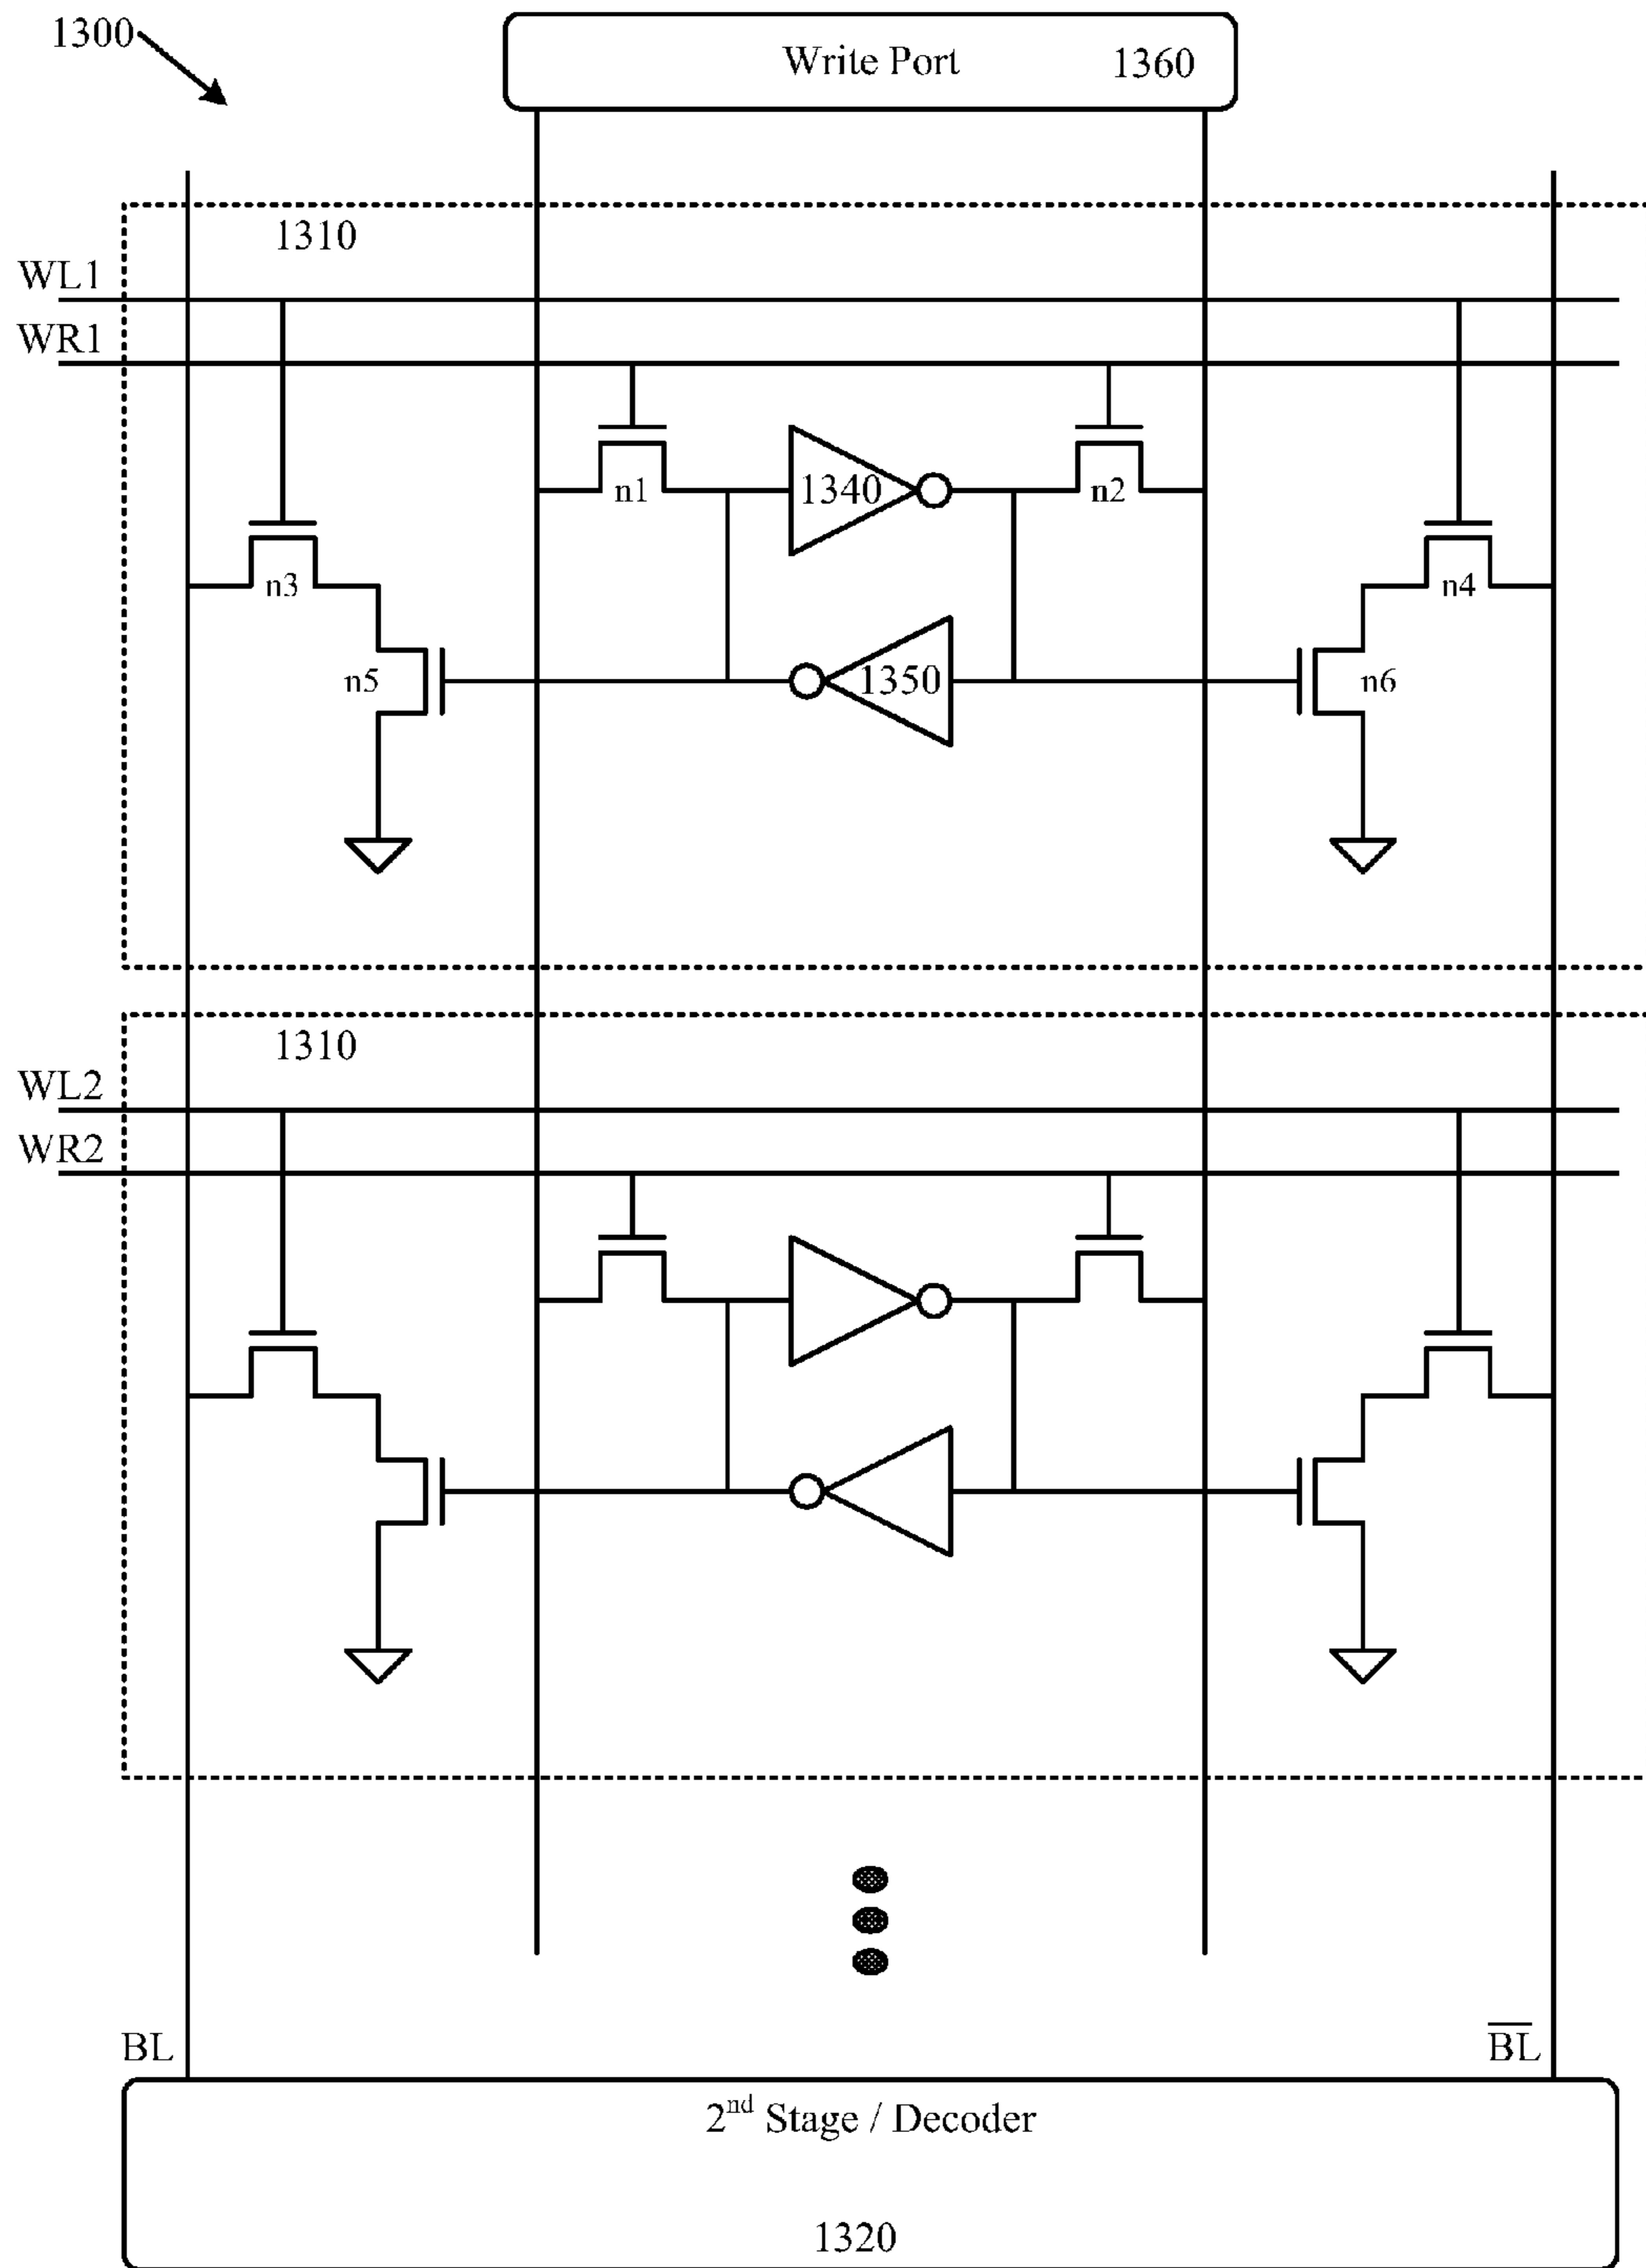 1300
Write Port 1360
1310
WL1
WR1
n1 1340 n2
n3 n4
n5 1350 n6
1310
WL2
WR2
BL B̅L̅
2nd Stage / Decoder
1320